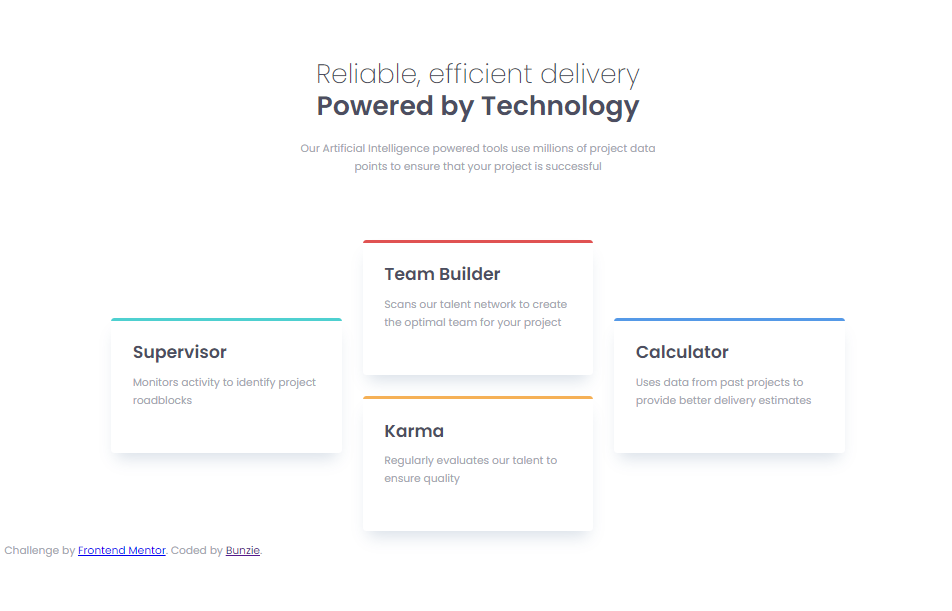 Reliable, efficient delivery
Powered by Technology
Our Artificial Intelligence powered tools use millions of project data
points to ensure that your project is successful
Supervisor
Monitors activity to identify project
roadblocks
Team Builder
Scans our talent network to create
the optimal team for your project
Karma
Regularly evaluates our talent to
ensure quality
Calculator
Uses data from past projects to
provide better delivery estimates
Challenge by Frontend Mentor. Coded by Bunzie.